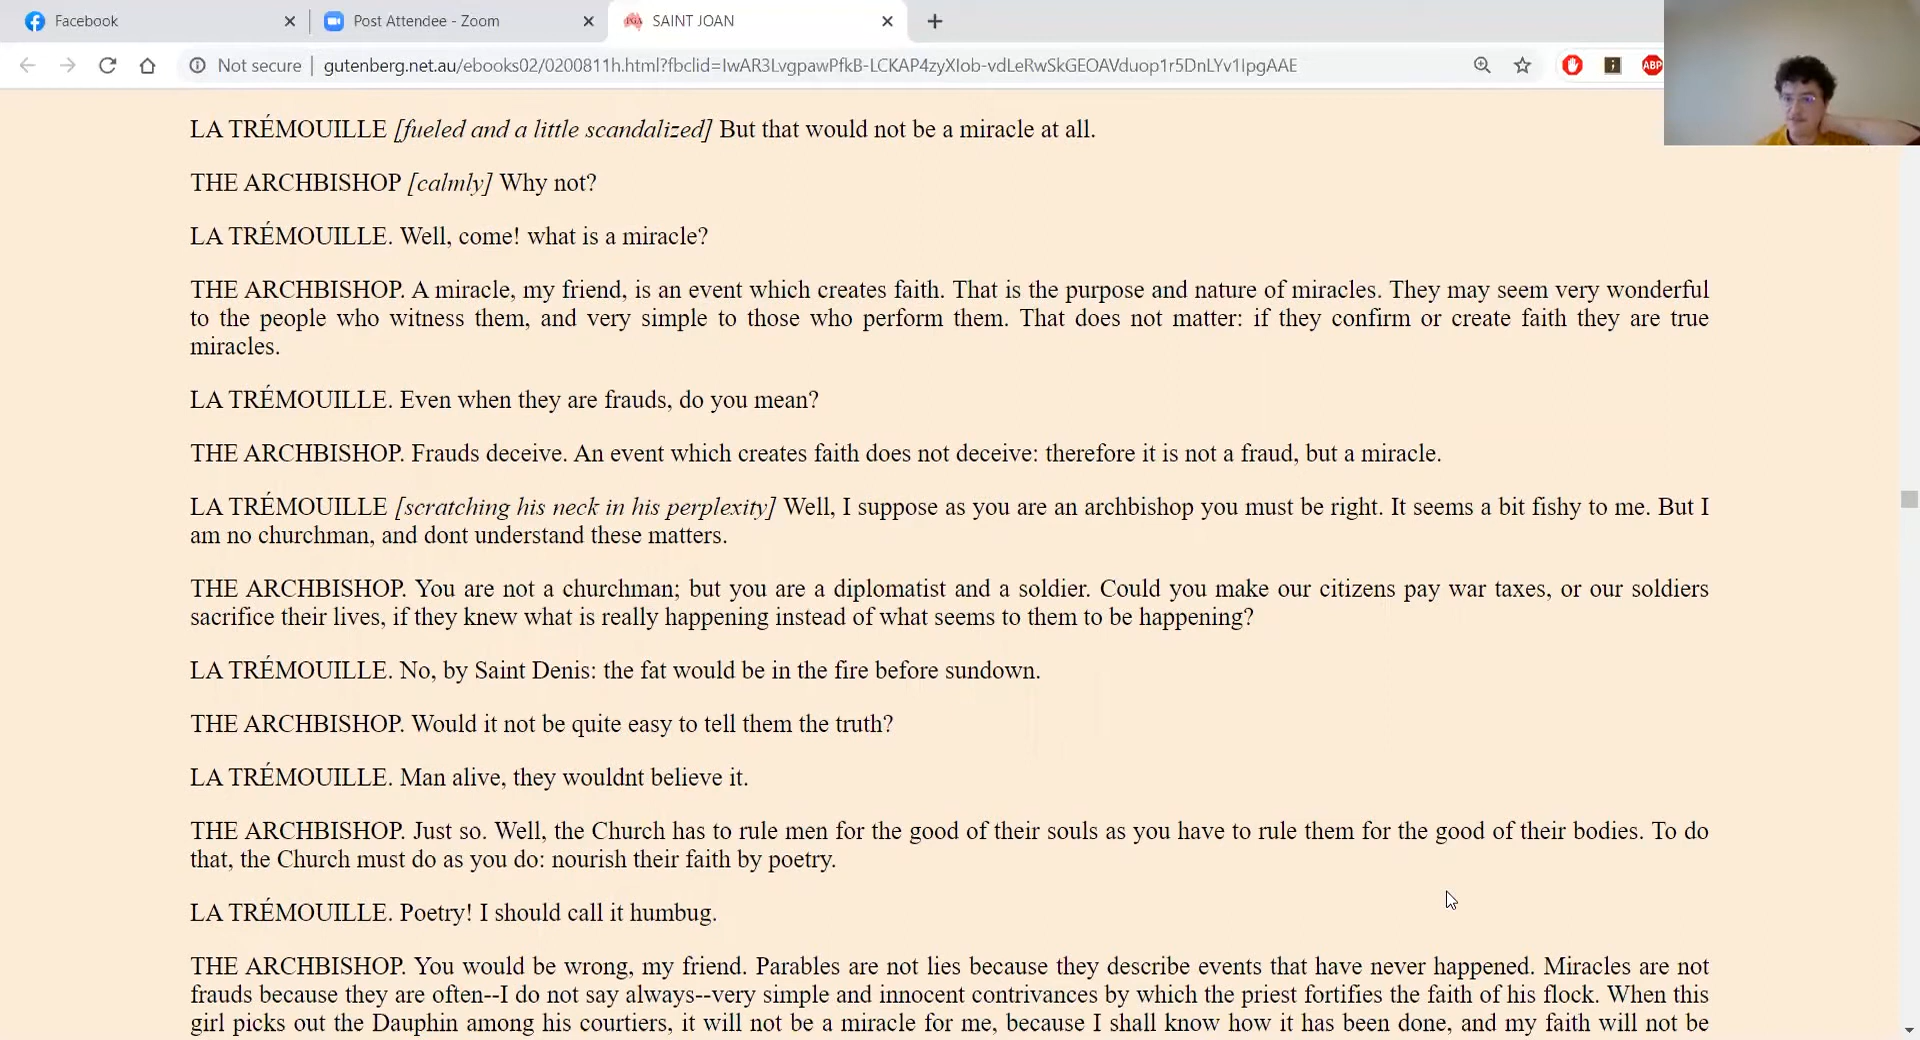 Facebook
Post Attendee - Zoom
SAINT JOAN
Not secure
gutenberg.net.au/ebooks02/0200811h.html?fbclid=IwAR3LvgpawPfkB-LCKAP4zyXIob-vdLeRwSkGEOAVduop1r5DnLYv1IpgAAE
ABP
LA TRÉMOUILLE [fueled and a little scandalized] But that would not be a miracle at all.
THE ARCHBISHOP [calmly] Why not?
LA TRÉMOUILLE. Well, come! what is a miracle?
THE ARCHBISHOP. A miracle, my friend, is an event which creates faith. That is the purpose and nature of miracles. They may seem very wonderful
to the people who witness them, and very simple to those who perform them. That does not matter: if they confirm or create faith they are true
miracles.
LA TRÉMOUILLE. Even when they are frauds, do you mean?
THE ARCHBISHOP. Frauds deceive. An event which creates faith does not deceive: therefore it is not a fraud, but a miracle.
LA TRÉMOUILLE [scratching his neck in his perplexity] Well, I suppose as you are an archbishop you must be right. It seems a bit fishy to me. But I
am no churchman, and dont understand these matters.
THE ARCHBISHOP. You are not a churchman; but you are a diplomatist and a soldier. Could you make our citizens pay war taxes, or our soldiers
sacrifice their lives, if they knew what is really happening instead of what seems to them to be happening?
LA TRÉMOUILLE. No, by Saint Denis: the fat would be in the fire before sundown.
THE ARCHBISHOP. Would it not be quite easy to tell them the truth?
LA TRÉMOUILLE. Man alive, they wouldnt believe it.
THE ARCHBISHOP. Just so. Well, the Church has to rule men for the good of their souls as you have to rule them for the good of their bodies. To do
that, the Church must do as you do: nourish their faith by poetry.
LA TRÉMOUILLE. Poetry! I should call it humbug.
THE ARCHBISHOP. You would be wrong, my friend. Parables are not lies because they describe events that have never happened. Miracles are not
frauds because they are often--I do not say always--very simple and innocent contrivances by which the priest fortifies the faith of his flock. When this
girl picks out the Dauphin among his courtiers, it will not be a miracle for me, because I shall know how it has been done, and my faith will not be